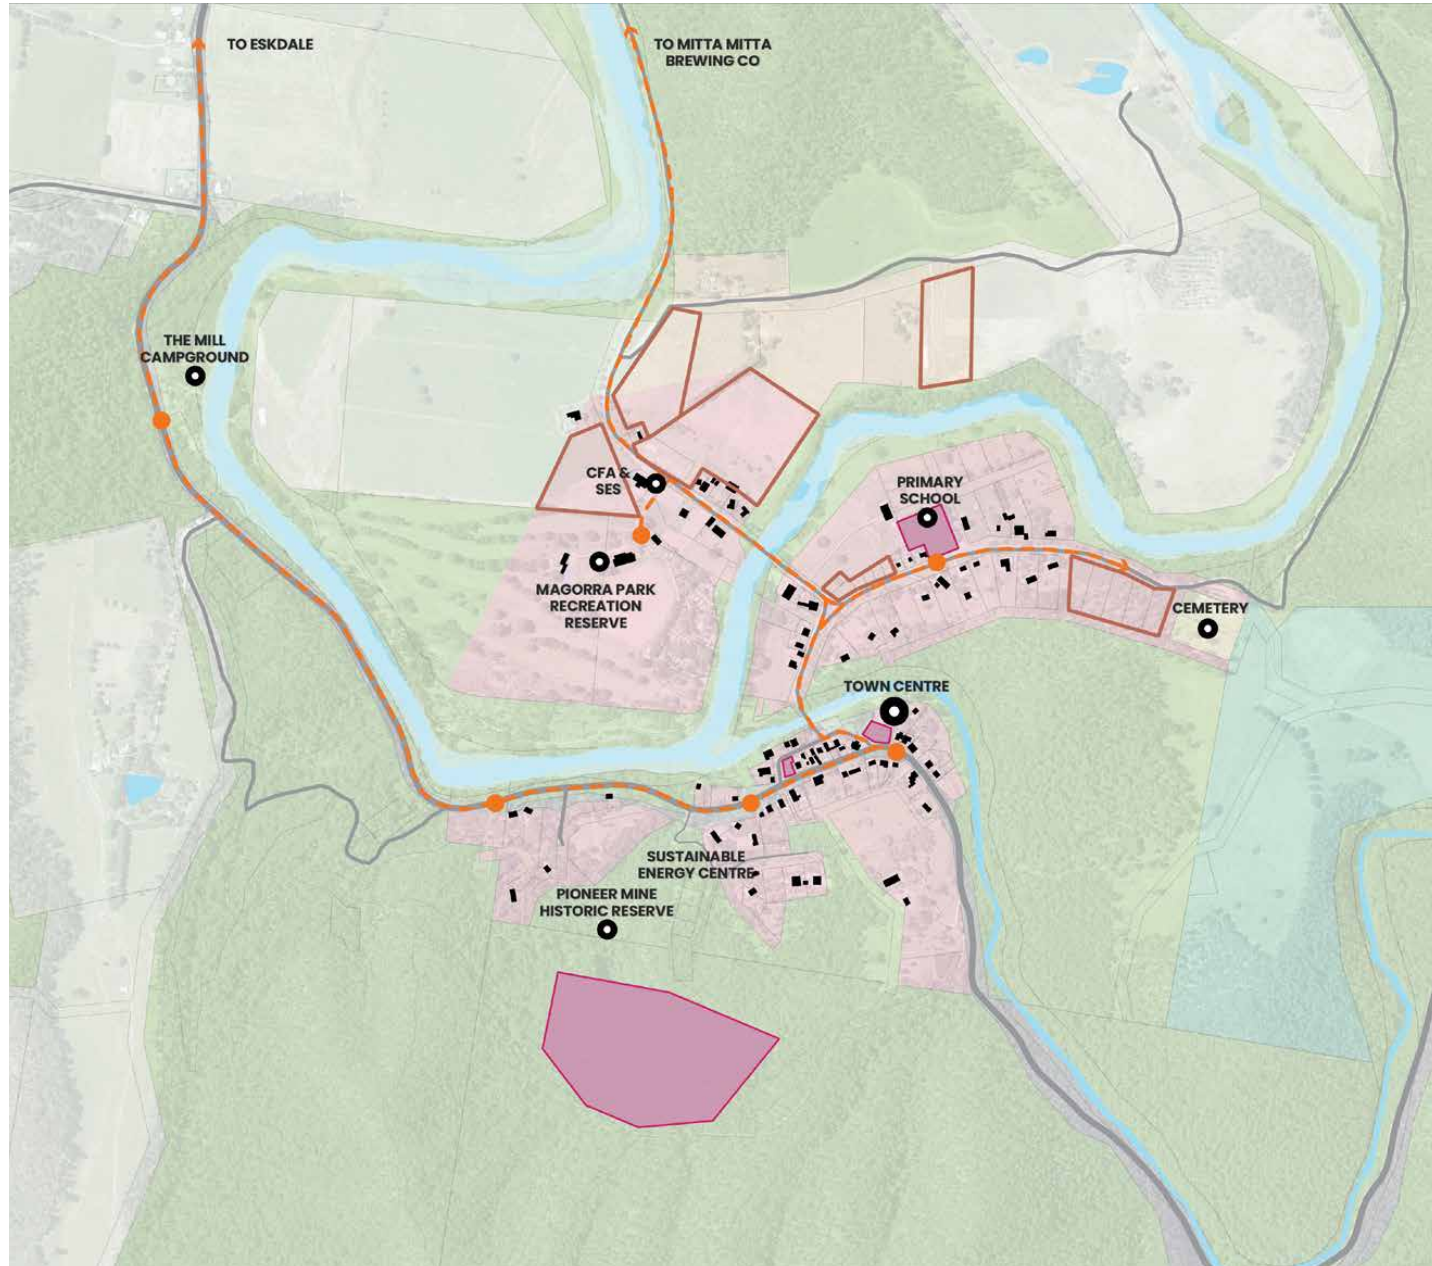 TO ESKDALE
TO MITTA MITTA
BREWING CO
THE MILL
CAMPGROUND
CFA &
SES
PRIMARY
SCHOOL
MAGORRA PARK
RECREATION
RESERVE
CEMETERY
TOWN CENTRE
SUSTAINABLE
ENERGY CENTRE
PIONEER MINE
HISTORIC RESERVE